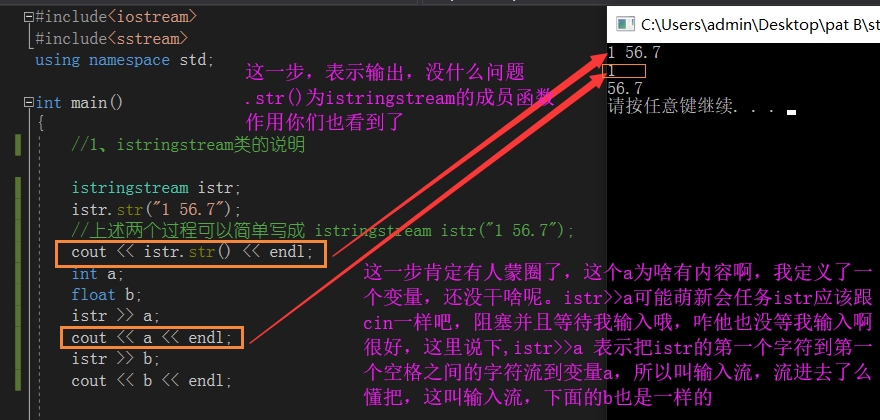 #include<iostream>
#include<sstream>
using namespace std;
int main()
{
//1、istringstream类的说明
istringstream istr;
istr.str("1 56.7");
//上述两个过程可以简单写成 istringstream istr("1 56.7");
cout << istr.str() << endl;
int a;
float b;
istr >> a;
cout << a << endl;
istr >> b;
cout << b << endl;
这一步，表示输出，没什么问题
.str()为istringstream的成员函数
作用你们也看到了
这一步肯定有人蒙圈了，这个a为啥有内容啊，我定义了一
个变量，还没干啥呢。istr>>a可能萌新会任务istr应该跟
cin一样吧，阻塞并且等待我输入哦，咋他也没等我输入啊
很好，这里说下,istr>>a 表示把istr的第一个字符到第一
个空格之间的字符流到变量a，所以叫输入流，流进去了么
懂把，这叫输入流，下面的b也是一样的
C:\Users\admin\Desktop\pat B\st
1 56.7
1
56.7
请按任意键继续. . .